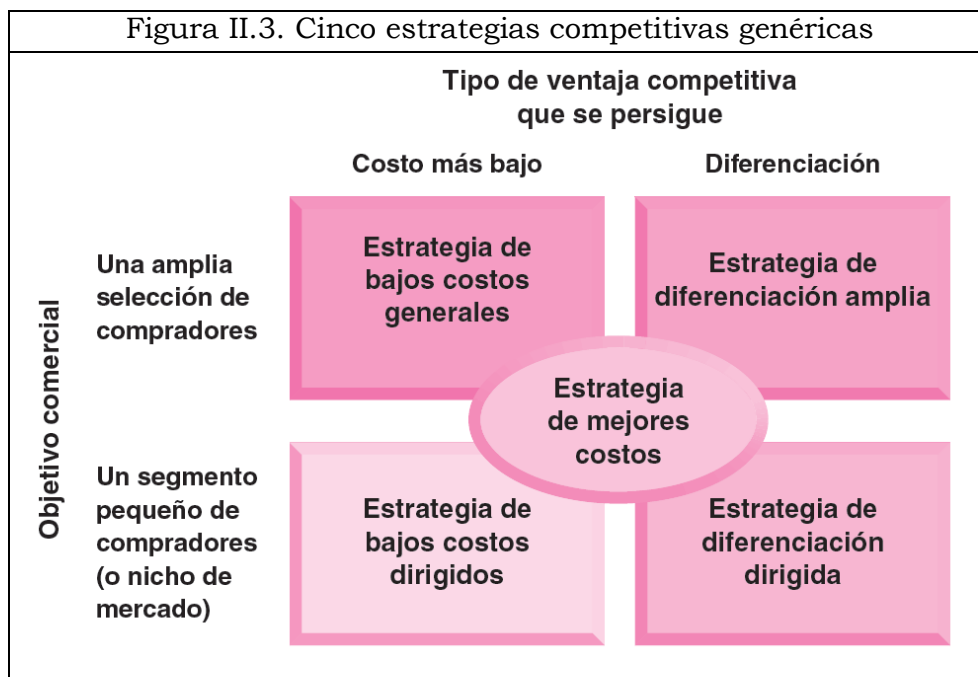 Figura II.3. Cinco estrategias competitivas genéricas
Tipo de ventaja competitiva
que se persigue
Costo más bajo
Diferenciación
Objetivo comercial
Una amplia
selección de
compradores
Estrategia de
bajos costos
generales
Estrategia de
diferenciación amplia
Estrategia
de mejores
costos
Un segmento
pequeño de
compradores
(o nicho de
mercado)
Estrategia de
bajos costos
dirigidos
Estrategia de
diferenciación
dirigida